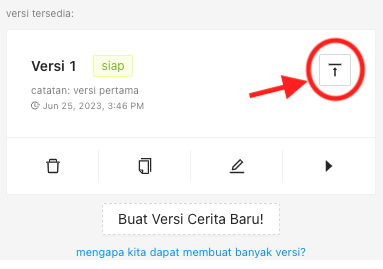 versi tersedia:
Versi 1 siap
catatan: versi pertama
Jun 25, 2023, 3:46 PM
Buat Versi Cerita Baru!
mengapa kita dapat membuat banyak versi?